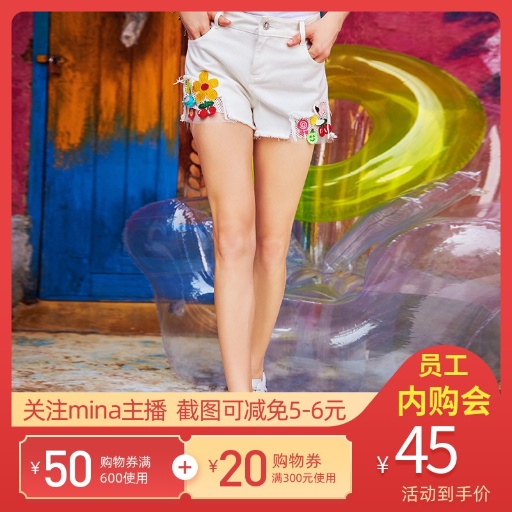 员工
内购会
关注mina主播 截图可减免5-6元
¥50 购物券满
600使用
+
¥20 购物券
满300元使用
¥45
活动到手价